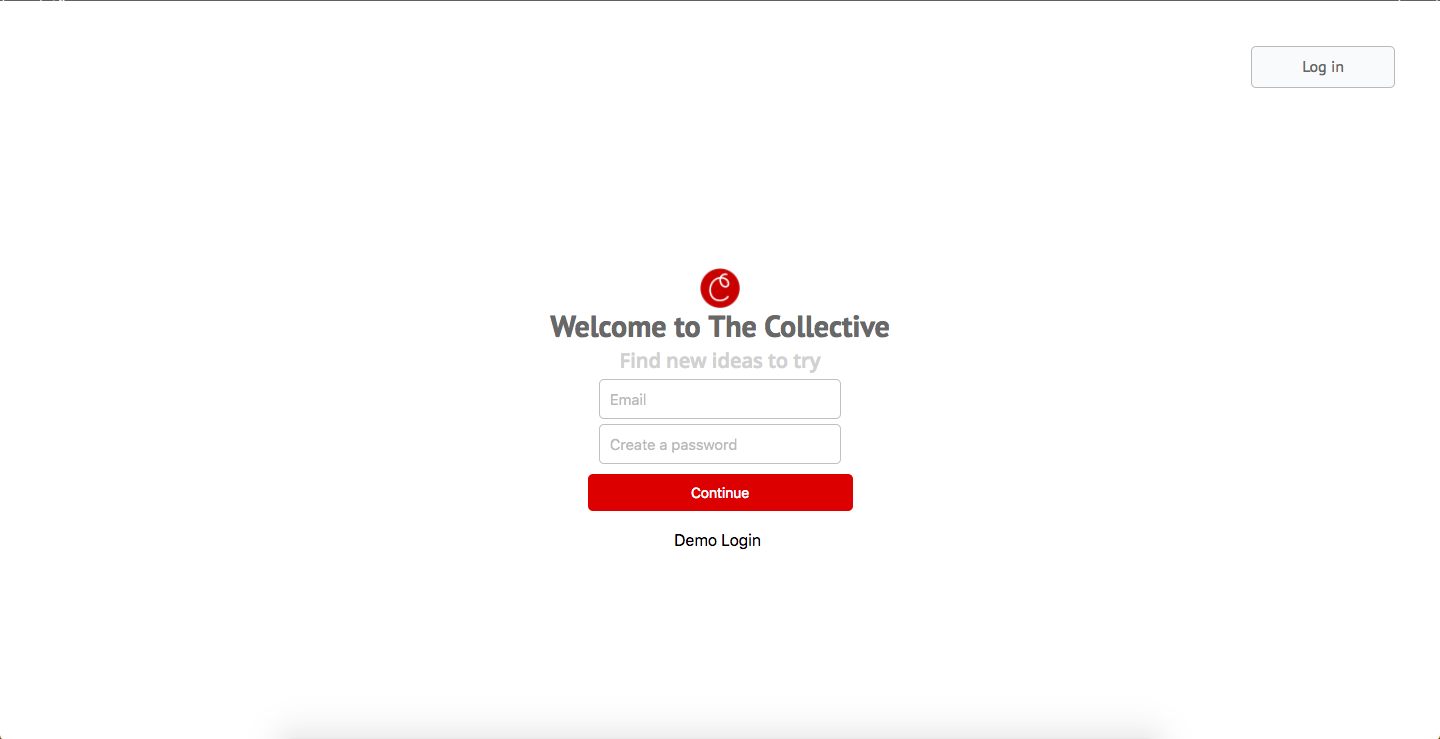 Log in
Welcome to The Collective
Find new ideas to try
Email
Create a password
Continue
Demo Login